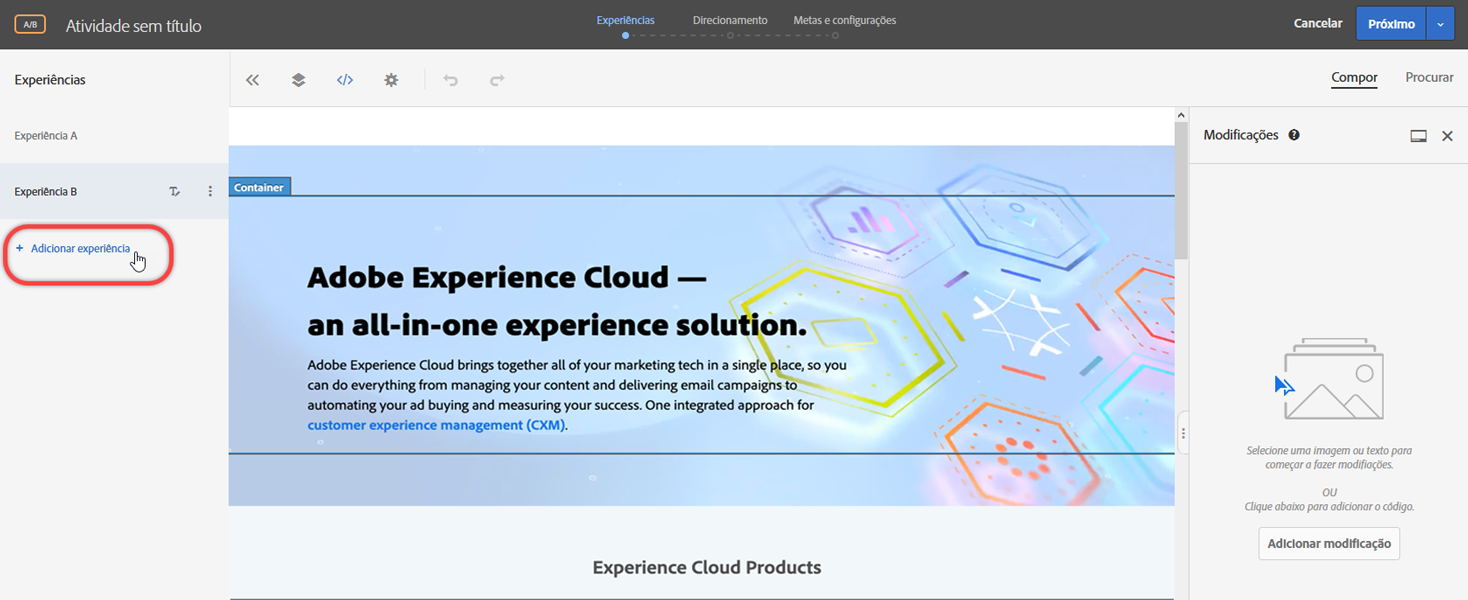 A/B
Atividade sem título
Experiências
Direcionamento
Metas e configurações
Cancelar
Próximo
Experiências
Compor
Procurar
Experiência A
Experiência B
+ Adicionar experiência
Container
Adobe Experience Cloud —
an all-in-one experience solution.
Adobe Experience Cloud brings together all of your marketing tech in a single place, so you
can do everything from managing your content and delivering email campaigns to
automating your ad buying and measuring your success. One integrated approach for
customer experience management (CXM).
Experience Cloud Products
Modificações
Selecione uma imagem ou texto para
começar a fazer modifiações.
OU
Clique abaixo para adicionar o código.
Adicionar modificação